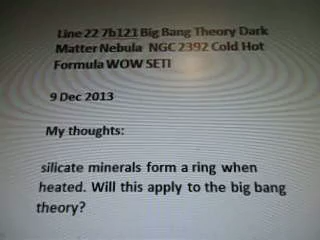 Line 22 7b121 Big Bang Theory Dark
Matter Nebula NGC 2392 Cold Hot
Formula WOW SETI
9 Dec 2013
My thoughts:
silicate minerals form a ring when
heated. Will this apply to the big bang
theory?